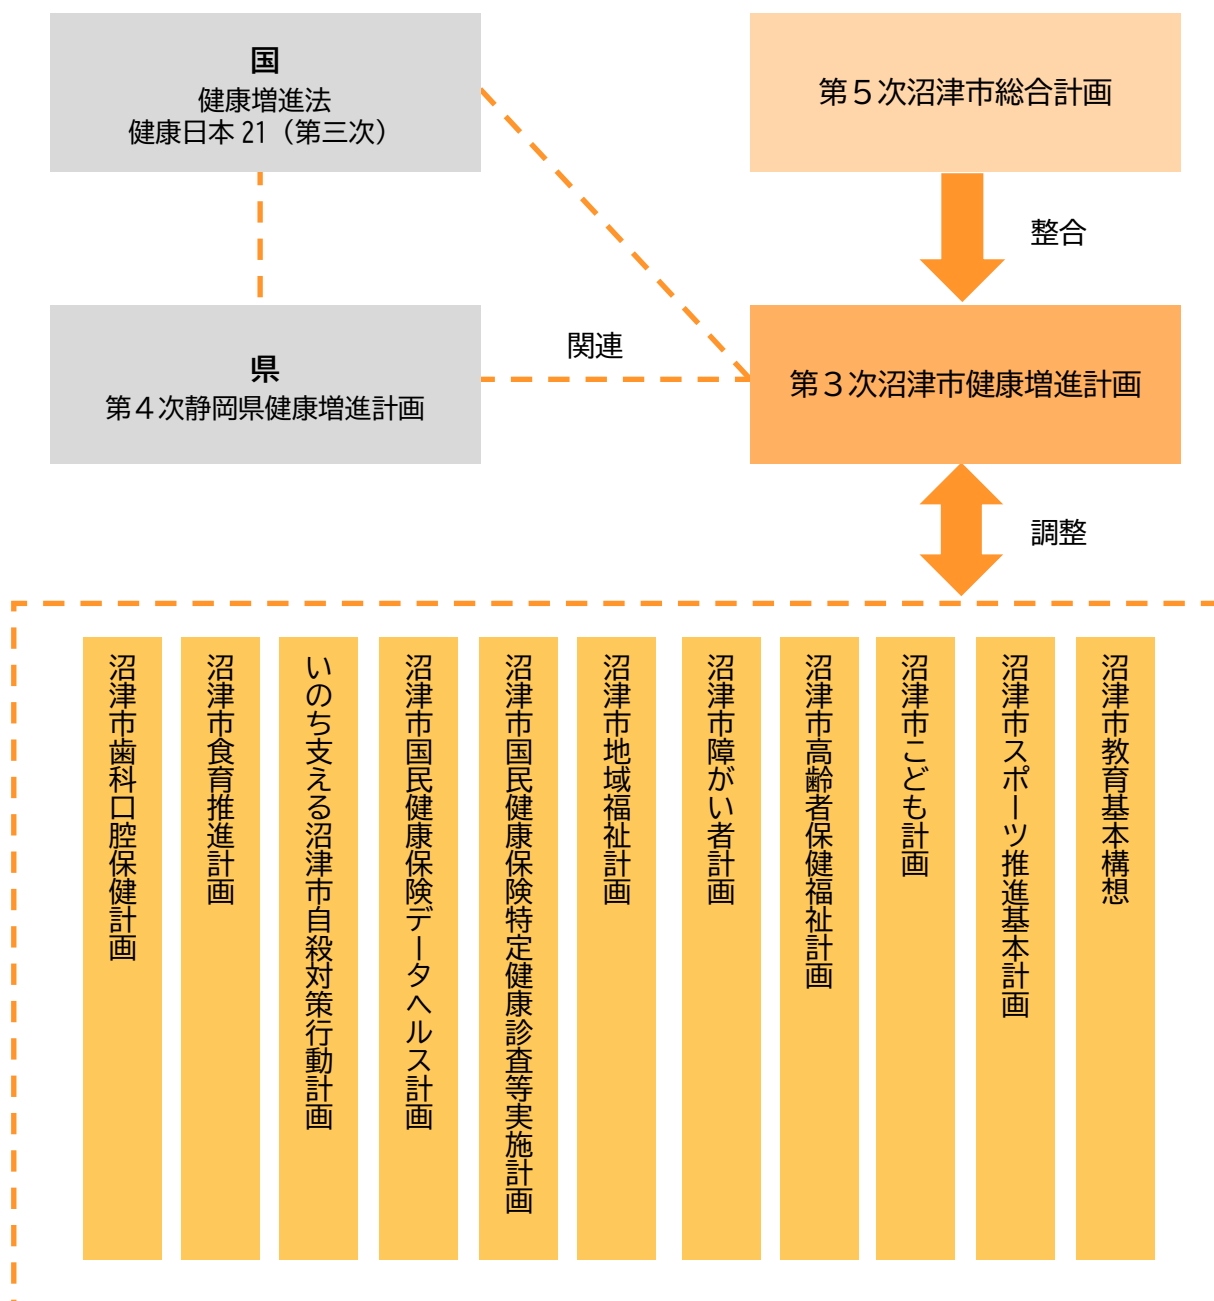 国
健康増進法
健康日本 21（第三次）
第５次沼津市総合計画
整合
県
第４次静岡県健康増進計画
関連
第３次沼津市健康増進計画
調整
沼津市歯科口腔保健計画
沼津市食育推進計画
いのち支える沼津市自殺対策行動計画
沼津市国民健康保険データヘルス計画
沼津市国民健康保険特定健康診査等実施計画
沼津市地域福祉計画
沼津市障がい者計画
沼津市高齢者保健福祉計画
沼津市こども計画
沼津市スポーツ推進基本計画
沼津市教育基本構想